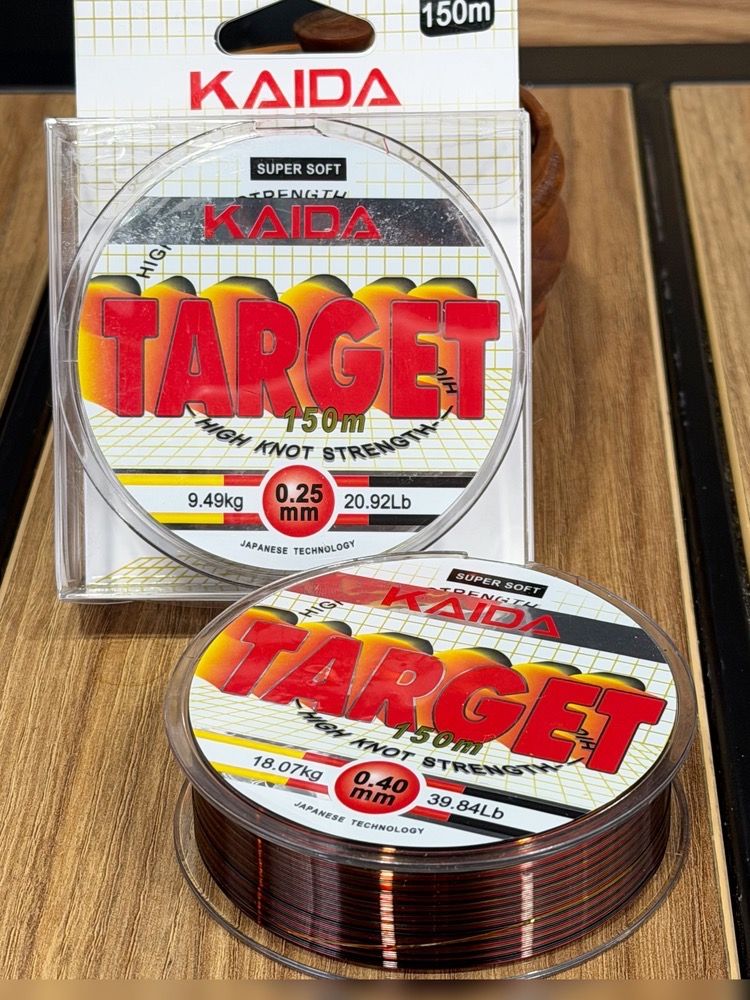 150m
KAIDA
SUPER SOFT
STRENGTH
KAIDA
HIGH
TARGET
150m
HIGH KNOT STRENGTH
9.49kg
0.25
mm
20.92Lb
JAPANESE TECHNOLOGY
SUPER SOFT
STRENGTH
KAIDA
HIGH
TARGET
150m
HIGH KNOT STRENGTH
18.07kg
0.40
mm
39.84Lb
JAPANESE TECHNOLOGY